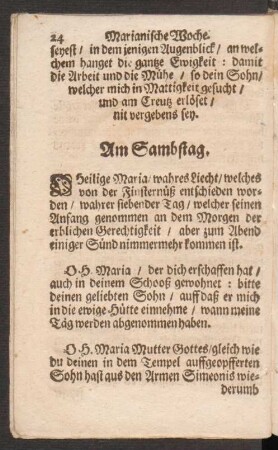 24 Marianische Woche.
seyest / in dem jenigen Augenblick / an wel-
chem hanget die gantze Ewigkeit : damit
die Arbeit und die Mühe / so dein Sohn /
welcher mich in Mattigkeit gesucht /
und am Creutz erlöset /
nit vergebens sey.
Am Sambstag.
O Heilige Maria / wahres Liecht / welches
von der Finsternüß entschieden wor-
den / wahrer siebender Tag / welcher seinen
Anfang genommen an dem Morgen der
erblichen Gerechtigkeit / aber zum Abend
einiger Sünd nimmermehr kommen ist.
O. H. Maria / der dich erschaffen hat /
auch in deinem Schooß gewohnet : bitte
deinen geliebten Sohn / auff daß er mich
in die ewige Hütte einnehme / wann meine
Täg werden abgenommen haben.
O. H. Maria Mutter Gottes / gleich wie
du deinen in dem Tempel auffgeopfferten
Sohn hast aus den Armen Simeonis wie-
derumb